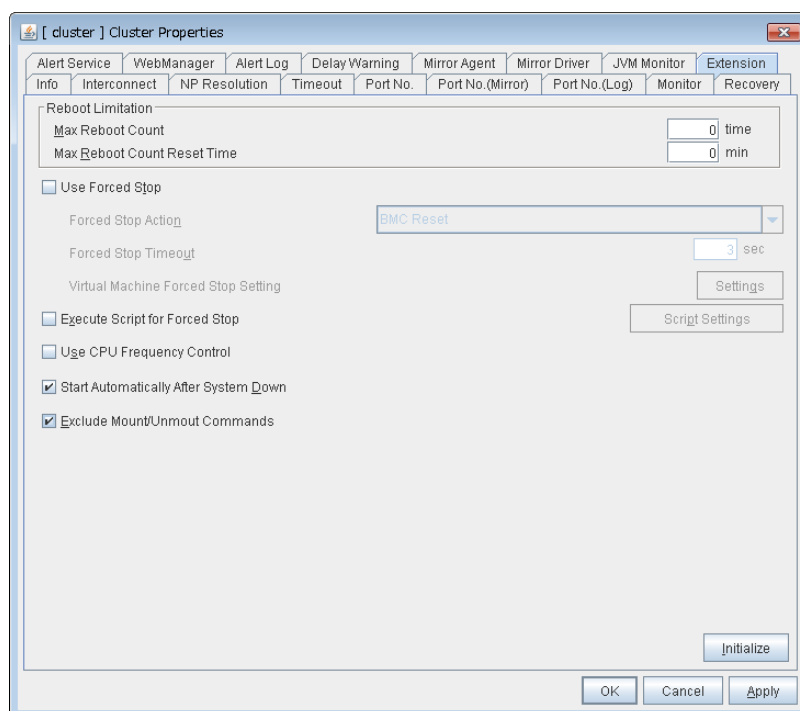 [ cluster ] Cluster Properties
Alert Service WebManager Alert Log Delay Warning Mirror Agent Mirror Driver JVM Monitor Extension
Info Interconnect NP Resolution Timeout Port No. Port No.(Mirror) Port No.(Log) Monitor Recovery
Reboot Limitation
Max Reboot Count 0 time
Max Reboot Count Reset Time 0 min
Use Forced Stop
Forced Stop Action BMC Reset
Forced Stop Timeout 3 sec
Virtual Machine Forced Stop Setting Settings
Execute Script for Forced Stop Script Settings
Use CPU Frequency Control
Start Automatically After System Down
Exclude Mount/Unmout Commands
Initialize
OK Cancel Apply